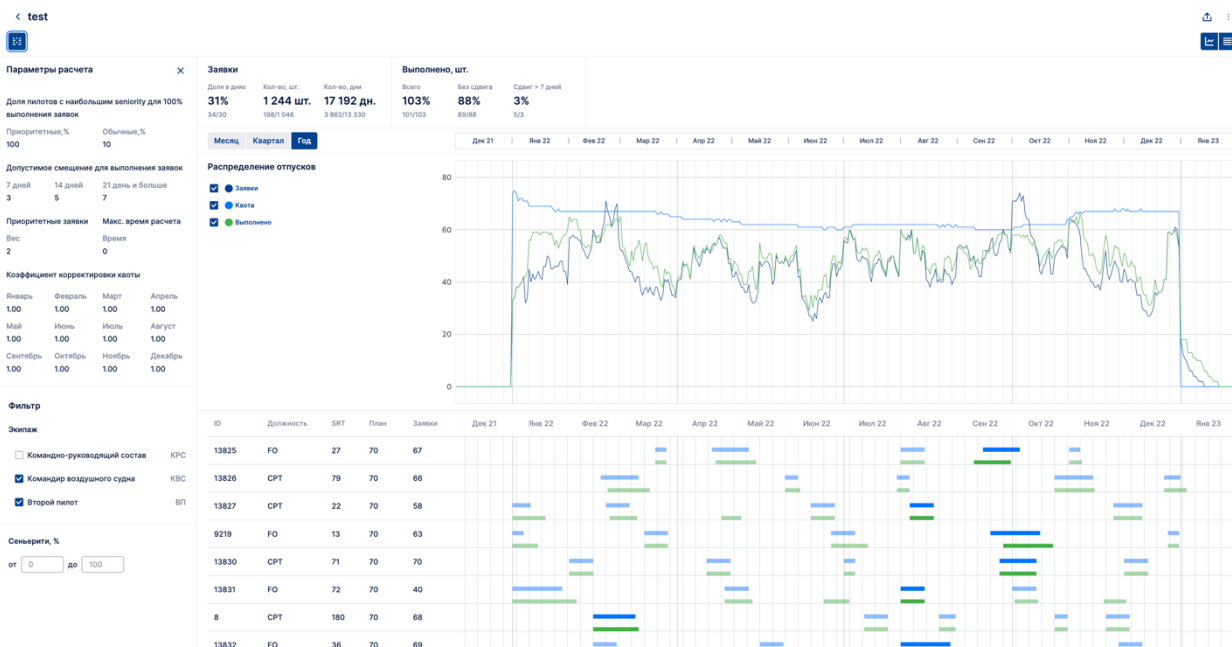 test
Параметры расчета
Доля пилотов с наибольшим seniority для 100%
выполнения заявок
Приоритетные,% Обычные,%
100 10
Допустимое смещение для выполнения заявок
7 дней 14 дней 21 день и больше
3 5 7
Приоритетные заявки Макс. время расчета
Вес Время
2 0
Коэффициент корректировки квоты
Январь Февраль Март Апрель
1.00 1.00 1.00 1.00
Май Июнь Июль Август
1.00 1.00 1.00 1.00
Сентябрь Октябрь Ноябрь Декабрь
1.00 1.00 1.00 1.00
Фильтр
Экипаж
Командно-руководящий состав КРС
Командир воздушного судна КВС
Второй пилот ВП
Сеньерити, %
от 0 до 100
Заявки
Доля в днях Кол-во, шт. Кол-во, дни
31% 1 244 шт. 17 192 дн.
34/30 198/1 046 3 862/13 330
Выполнено, шт.
Всего Без сдвига Сдвиг > 7 дней
103% 88% 3%
101/103 89/88 5/3
Месяц Квартал Год
Дек 21 Янв 22 Фев 22 Мар 22 Апр 22 Май 22 Июн 22 Июл 22 Авг 22 Сен 22 Окт 22 Ноя 22 Дек 22 Янв 23
Распределение отпусков
Заявки
Квота
Выполнено
80
60
40
20
0
ID Должность SRT План Заявки Дек 21 Янв 22 Фев 22 Мар 22 Апр 22 Май 22 Июн 22 Июл 22 Авг 22 Сен 22 Окт 22 Ноя 22 Дек 22 Янв 23
13825 FO 27 70 67
13826 CPT 79 70 66
13827 CPT 22 70 58
9219 FO 13 70 63
13830 CPT 71 70 70
13831 FO 72 70 40
8 CPT 180 70 68
13832 FO 36 70 69